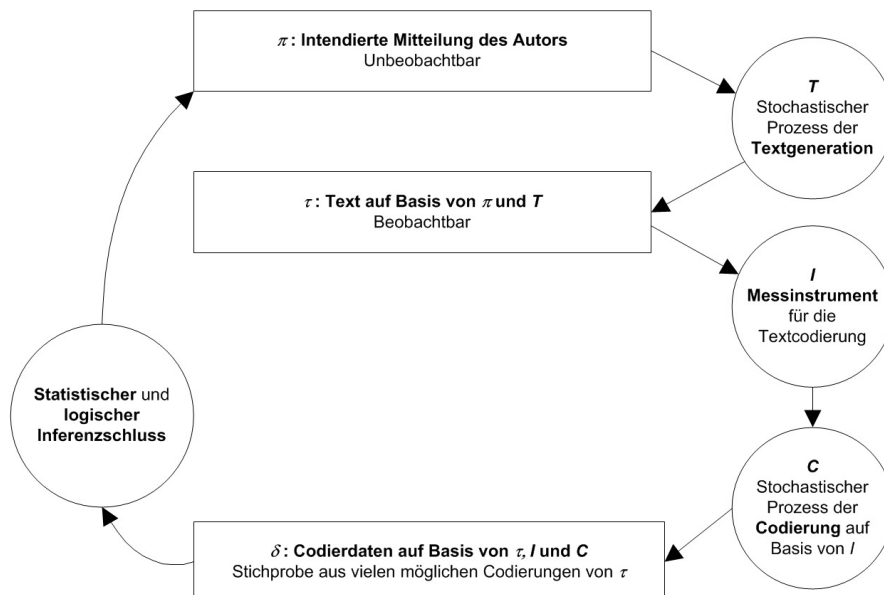 π : Intendierte Mitteilung des Autors
Unbeobachtbar
T
Stochastischer
Prozess der
Textgeneration
τ : Text auf Basis von π und T
Beobachtbar
I
Messinstrument
für die
Textcodierung
C
Stochastischer
Prozess der
Codierung auf
Basis von I
δ : Codierdaten auf Basis von τ, I und C
Stichprobe aus vielen möglichen Codierungen von τ
Statistischer und
logischer
Inferenzschluss